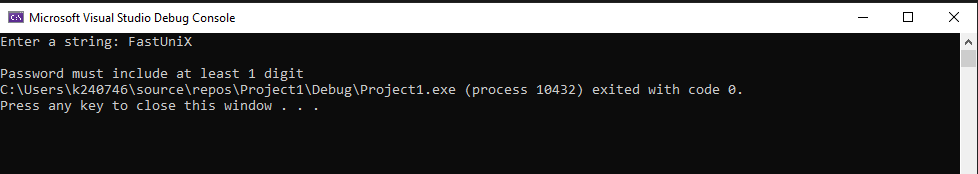 Microsoft Visual Studio Debug Console
Enter a string: FastUniX
Password must include at least 1 digit
C:\Users\k240746\source\repos\Project1\Debug\Project1.exe (process 10432) exited with code 0.
Press any key to close this window . . .